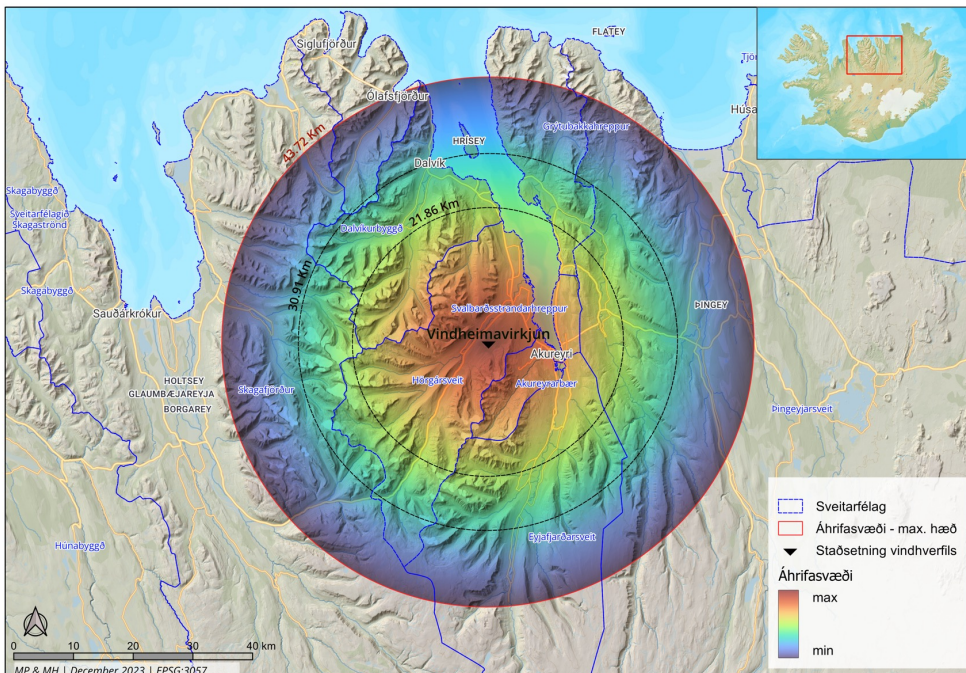 FLATEY
Siglufjörður
Tjör
Ólafsfjörður
Húsa
Grýtubakkahreppur
43.72 Km
HRÍSEY
Dalvík
Skagabyggð
21.86 Km
Sveitarfélagið
Skagaströnd
Dalvíkurbyggð
30.91 Km
Skagabyggð
ÞINGEY
Svalbarðsstrandarhreppur
Sauðárkrókur
Vindheimavirkjun
Akureyri
HOLTSEY
Hörgársveit
Akureyrarbær
Skagafjörður
GLAUMBÆJAREYJA
BORGAREY
Þingeyjarsveit
Eyjafjarðarsveit
Húnabyggð
Sveitarfélag
Áhrifasvæði - max. hæð
Staðsetning vindhverfils
Áhrifasvæði
max
min
0 10 20 30 40 km
MP & MH | December 2023 | EPSG:3057